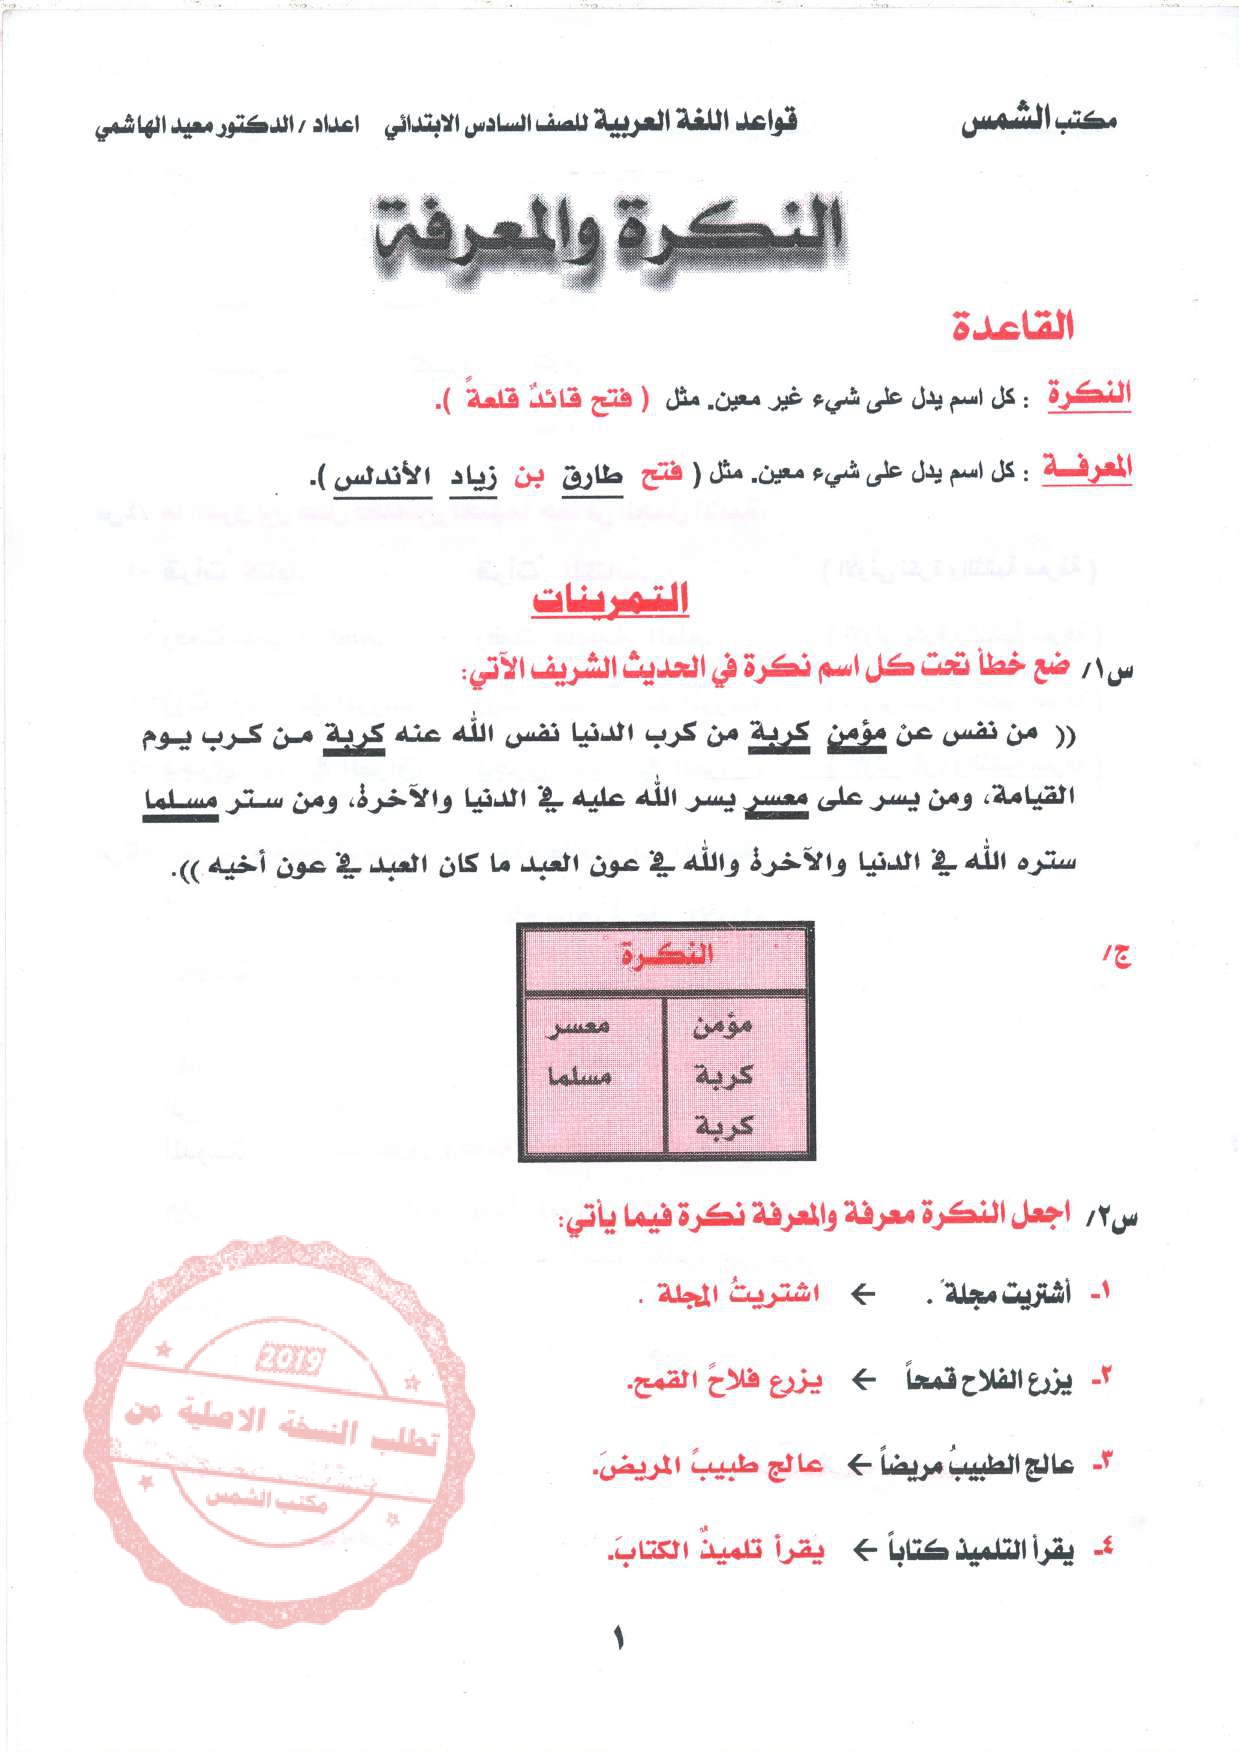 مكتب الشمس قواعد اللغة العربية للصف السادس الابتدائي اعداد / الدكتور معيد الهاشمي
النكرة والمعرفة
القاعدة
النكرة : كل اسم يدل على شيء غير معين. مثل ( فتح قائدٌ قلعةً ).
المعرفة : كل اسم يدل على شيء معين. مثل ( فتح طارق بن زياد الأندلس ).
التمرينات
س١/ ضع خطأ تحت كل اسم نكرة في الحديث الشريف الآتي:
(( من نفس عن مؤمن كربة من كرب الدنيا نفس الله عنه كربة من كرب يوم
القيامة، ومن يسر على معسر يسر الله عليه في الدنيا والآخرة، ومن ستر مسلما
ستره الله في الدنيا والآخرة والله في عون العبد ما كان العبد في عون أخيه )).
ج/
النكرة
مؤمن معسر
كربة مسلما
كربة
س٢/ اجعل النكرة معرفة والمعرفة نكرة فيما يأتي:
١- أشتريت مجلة. ← اشتريتُ المجلة .
٢- يزرع الفلاح قمحاً ← يزرع فلاحً القمح.
٣- عالج الطبيبُ مريضاً ← عالج طبيبً المريضَ.
٤- يقرأ التلميذ كتاباً ← يقرأ تلميذٌ الكتابَ.
2019
تطلب النسخة الاصلية من
مكتب الشمس
١